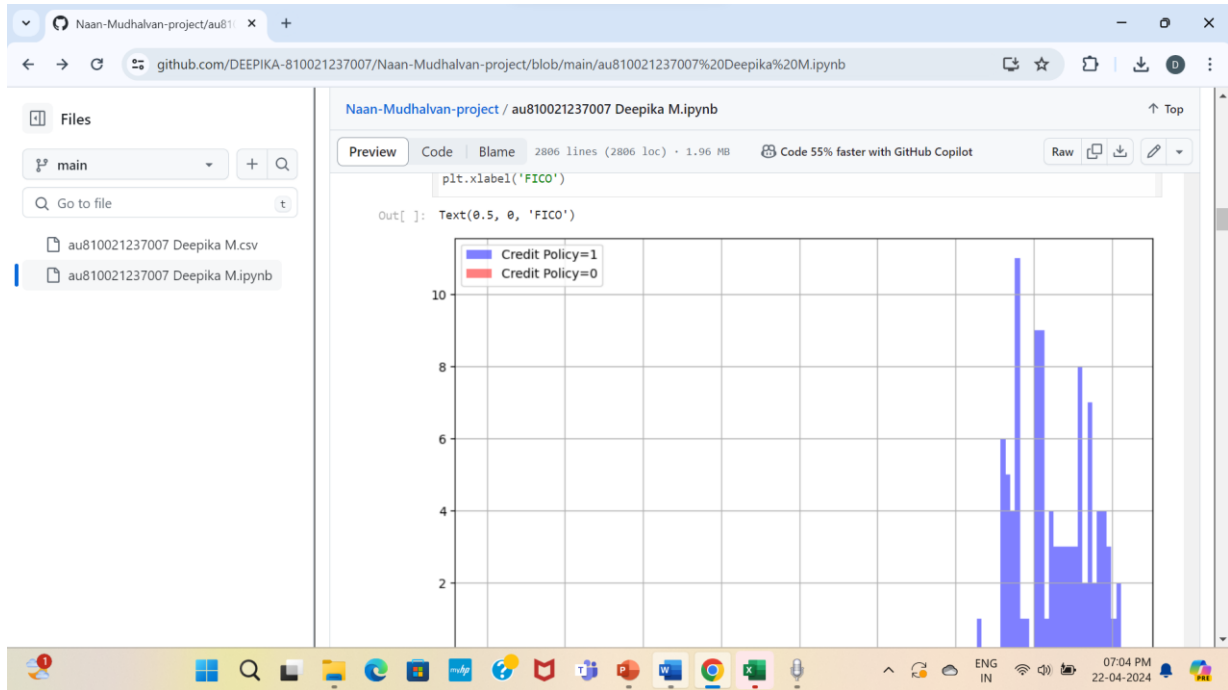 Naan-Mudhalvan-project/au81
github.com/DEEPIKA-810021237007/Naan-Mudhalvan-project/blob/main/au810021237007%20Deepika%20M.ipynb
D
Files
main
Go to file
t
au810021237007 Deepika M.csv
au810021237007 Deepika M.ipynb
Naan-Mudhalvan-project / au810021237007 Deepika M.ipynb
Top
Preview
Code
Blame
2806 lines (2806 loc) · 1.96 MB
Code 55% faster with GitHub Copilot
Raw
plt.xlabel('FICO')
Out[ ]: Text(0.5, 0, 'FICO')
Credit Policy=1
Credit Policy=0
10
8
6
4
2
1
myhp
ENG
IN
07:04 PM
22-04-2024
PRE